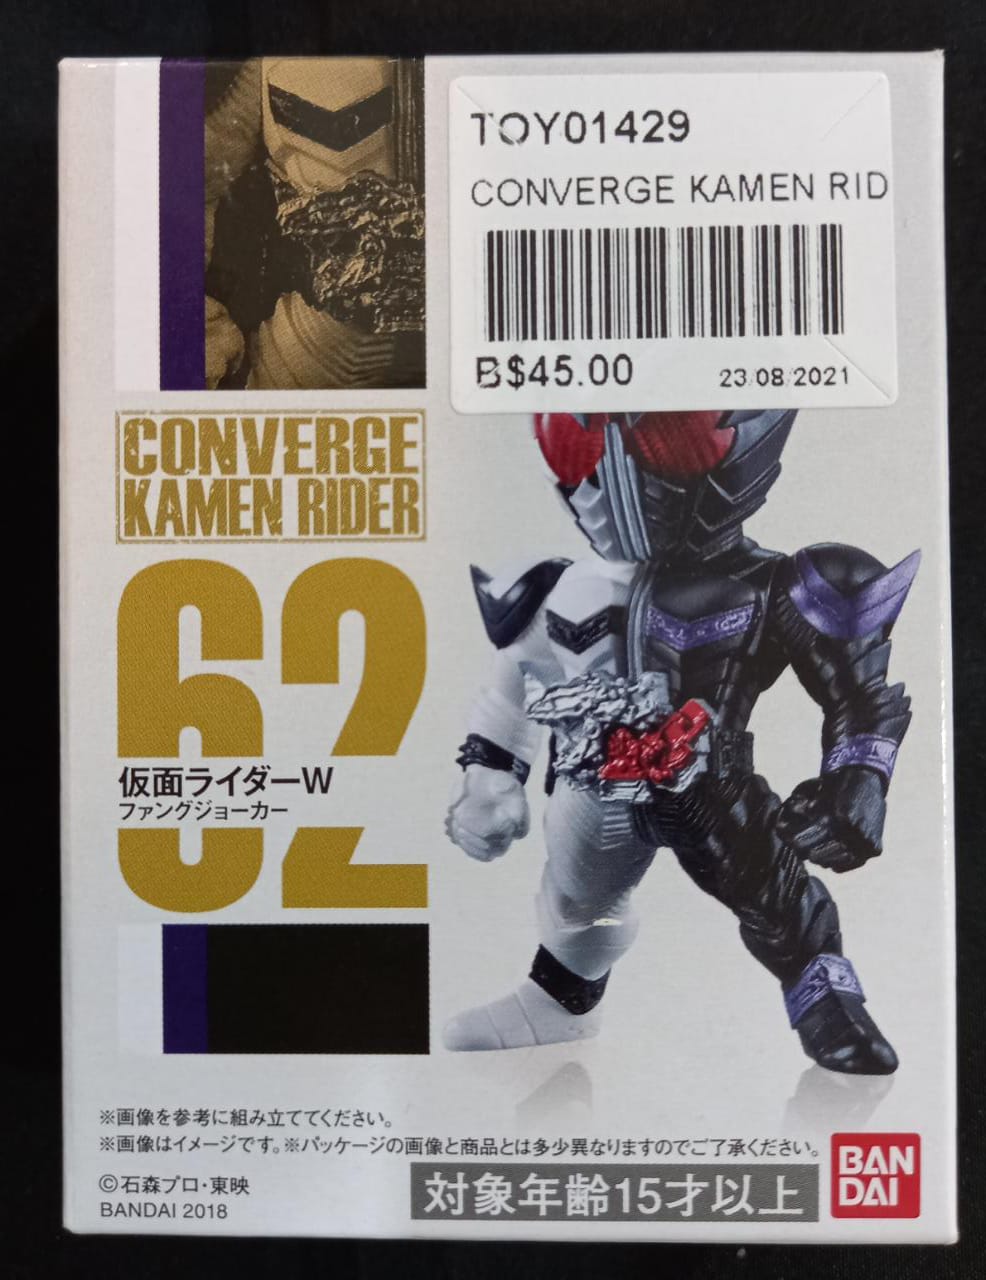 TOY01429
CONVERGE KAMEN RID
B$45.00 23/08/2021
CONVERGE
KAMEN RIDER
62
仮面ライダーW
ファングジョーカー
※画像を参考に組み立ててください。
※画像はイメージです。※パッケージの画像と商品とは多少異なりますのでご了承ください。
©石森プロ・東映
BANDAI 2018
対象年齢15才以上
BAN
DAI